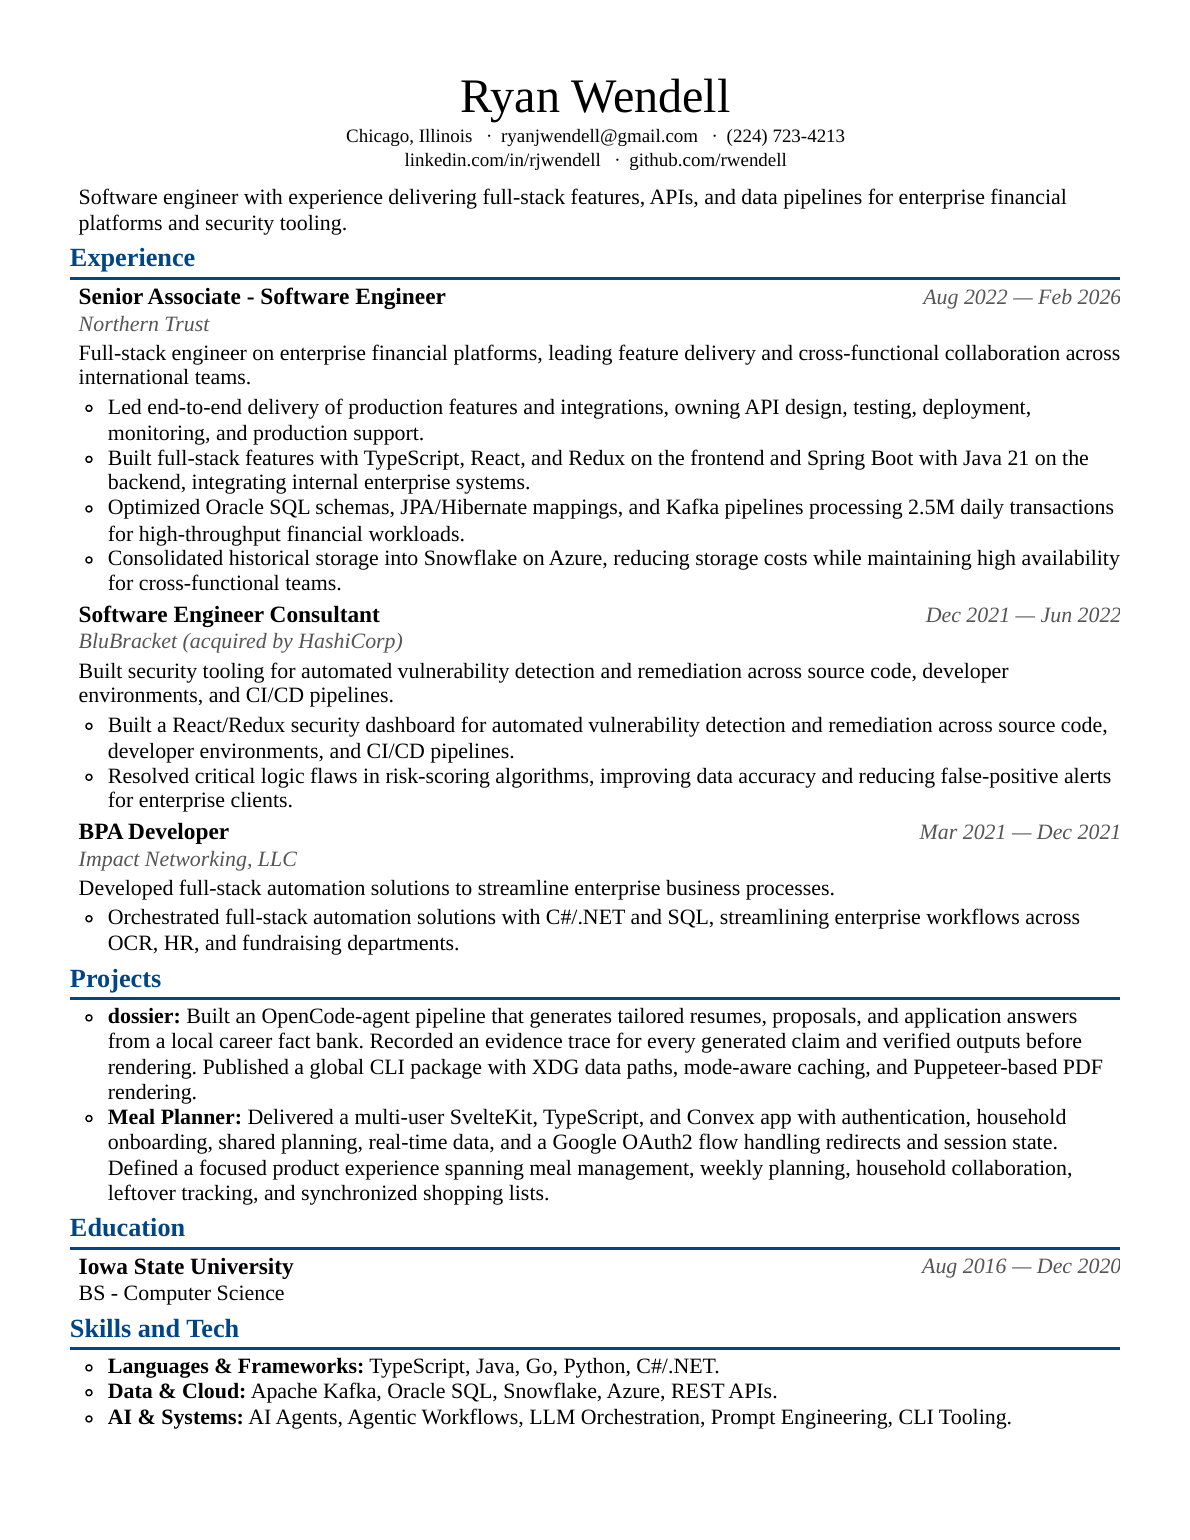 Ryan Wendell
Chicago, Illinois · ryanjwendell@gmail.com · (224) 723-4213
linkedin.com/in/rjwendell · github.com/rwendell
Software engineer with experience delivering full-stack features, APIs, and data pipelines for enterprise financial
platforms and security tooling.
Experience
Senior Associate - Software Engineer Aug 2022 — Feb 2026
Northern Trust
Full-stack engineer on enterprise financial platforms, leading feature delivery and cross-functional collaboration across
international teams.
∘ Led end-to-end delivery of production features and integrations, owning API design, testing, deployment,
monitoring, and production support.
∘ Built full-stack features with TypeScript, React, and Redux on the frontend and Spring Boot with Java 21 on the
backend, integrating internal enterprise systems.
∘ Optimized Oracle SQL schemas, JPA/Hibernate mappings, and Kafka pipelines processing 2.5M daily transactions
for high-throughput financial workloads.
∘ Consolidated historical storage into Snowflake on Azure, reducing storage costs while maintaining high availability
for cross-functional teams.
Software Engineer Consultant Dec 2021 — Jun 2022
BluBracket (acquired by HashiCorp)
Built security tooling for automated vulnerability detection and remediation across source code, developer
environments, and CI/CD pipelines.
∘ Built a React/Redux security dashboard for automated vulnerability detection and remediation across source code,
developer environments, and CI/CD pipelines.
∘ Resolved critical logic flaws in risk-scoring algorithms, improving data accuracy and reducing false-positive alerts
for enterprise clients.
BPA Developer Mar 2021 — Dec 2021
Impact Networking, LLC
Developed full-stack automation solutions to streamline enterprise business processes.
∘ Orchestrated full-stack automation solutions with C#/.NET and SQL, streamlining enterprise workflows across
OCR, HR, and fundraising departments.
Projects
∘ dossier: Built an OpenCode-agent pipeline that generates tailored resumes, proposals, and application answers
from a local career fact bank. Recorded an evidence trace for every generated claim and verified outputs before
rendering. Published a global CLI package with XDG data paths, mode-aware caching, and Puppeteer-based PDF
rendering.
∘ Meal Planner: Delivered a multi-user SvelteKit, TypeScript, and Convex app with authentication, household
onboarding, shared planning, real-time data, and a Google OAuth2 flow handling redirects and session state.
Defined a focused product experience spanning meal management, weekly planning, household collaboration,
leftover tracking, and synchronized shopping lists.
Education
Iowa State University Aug 2016 — Dec 2020
BS - Computer Science
Skills and Tech
∘ Languages & Frameworks: TypeScript, Java, Go, Python, C#/.NET.
∘ Data & Cloud: Apache Kafka, Oracle SQL, Snowflake, Azure, REST APIs.
∘ AI & Systems: AI Agents, Agentic Workflows, LLM Orchestration, Prompt Engineering, CLI Tooling.